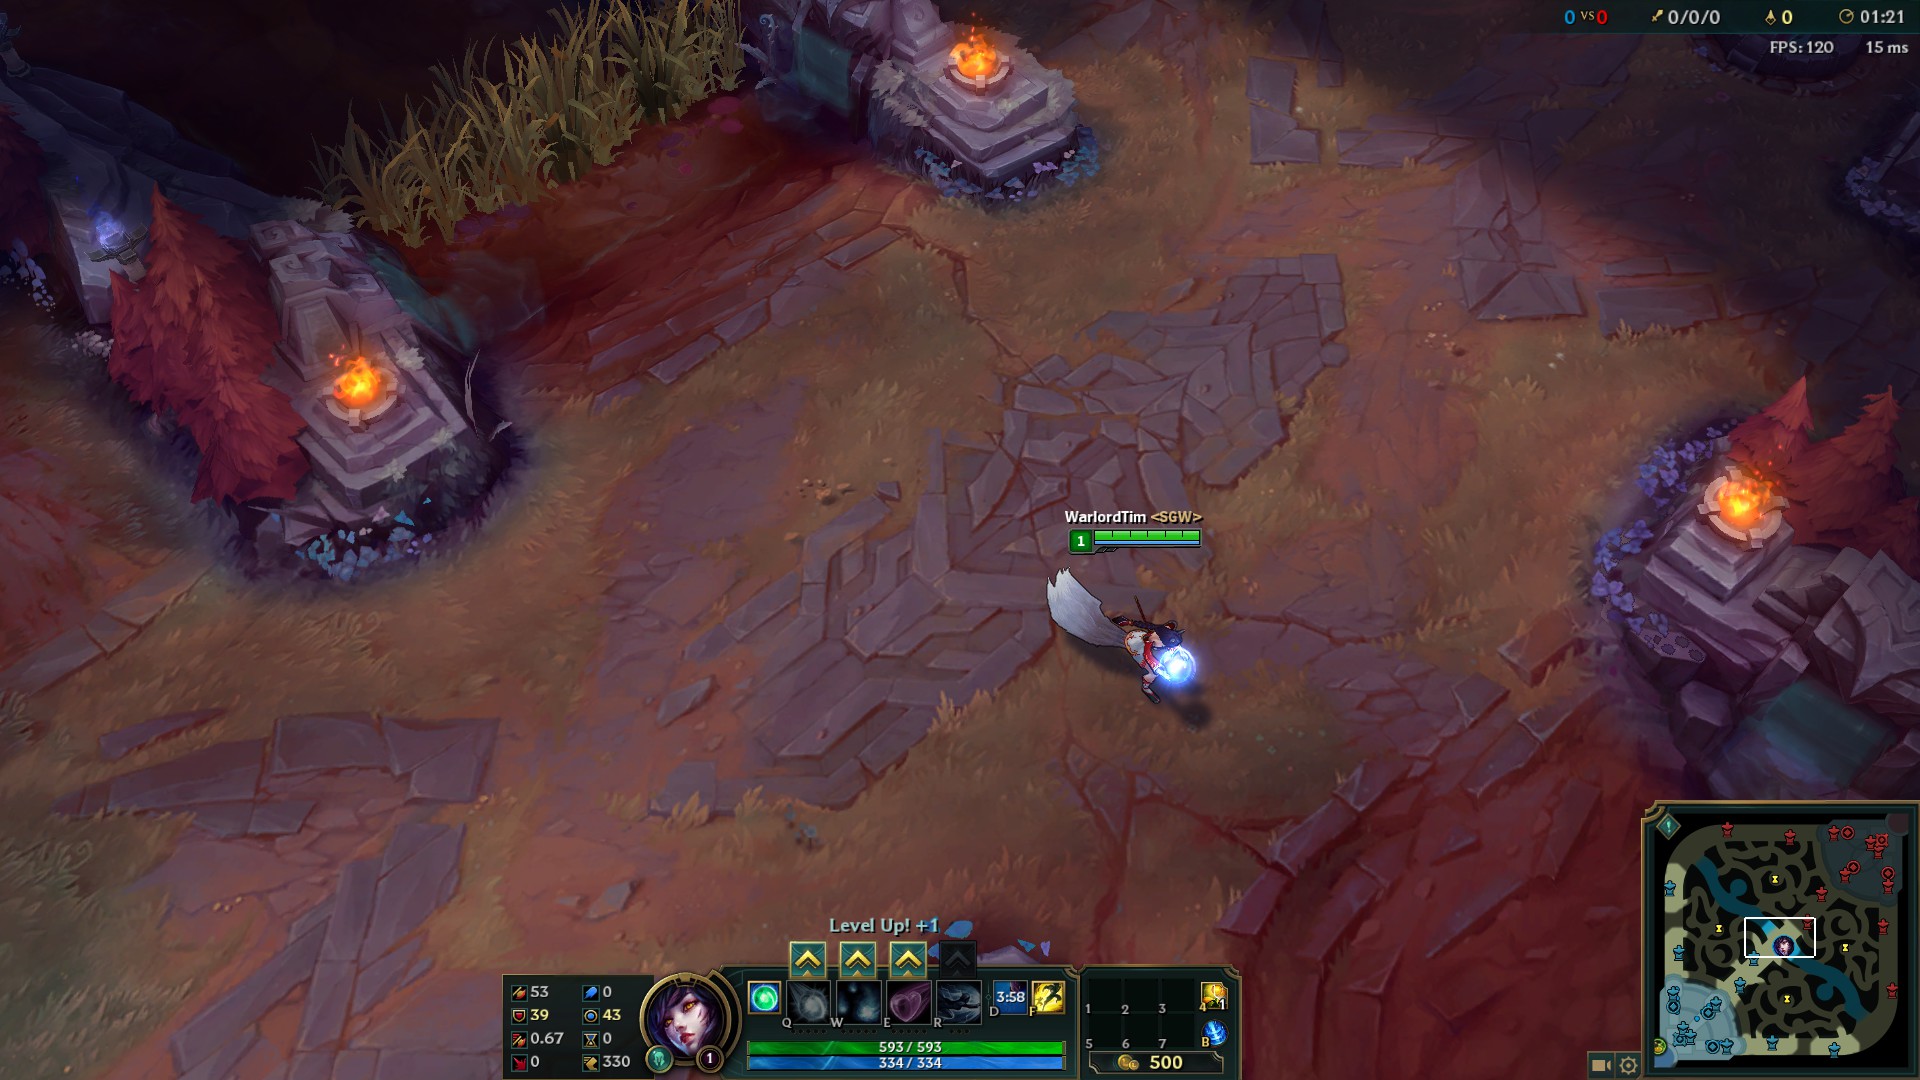 0 VS 0 0/0/0 0 01:21
FPS: 120 15 ms
WarlordTim <SGW>
1
Level Up! +1
53 0
39 43
0.67 0
0 330
1
Q W E R
3:58
D F
1 2 3 4 1
5 6 7 B
593 / 593
334 / 334
500